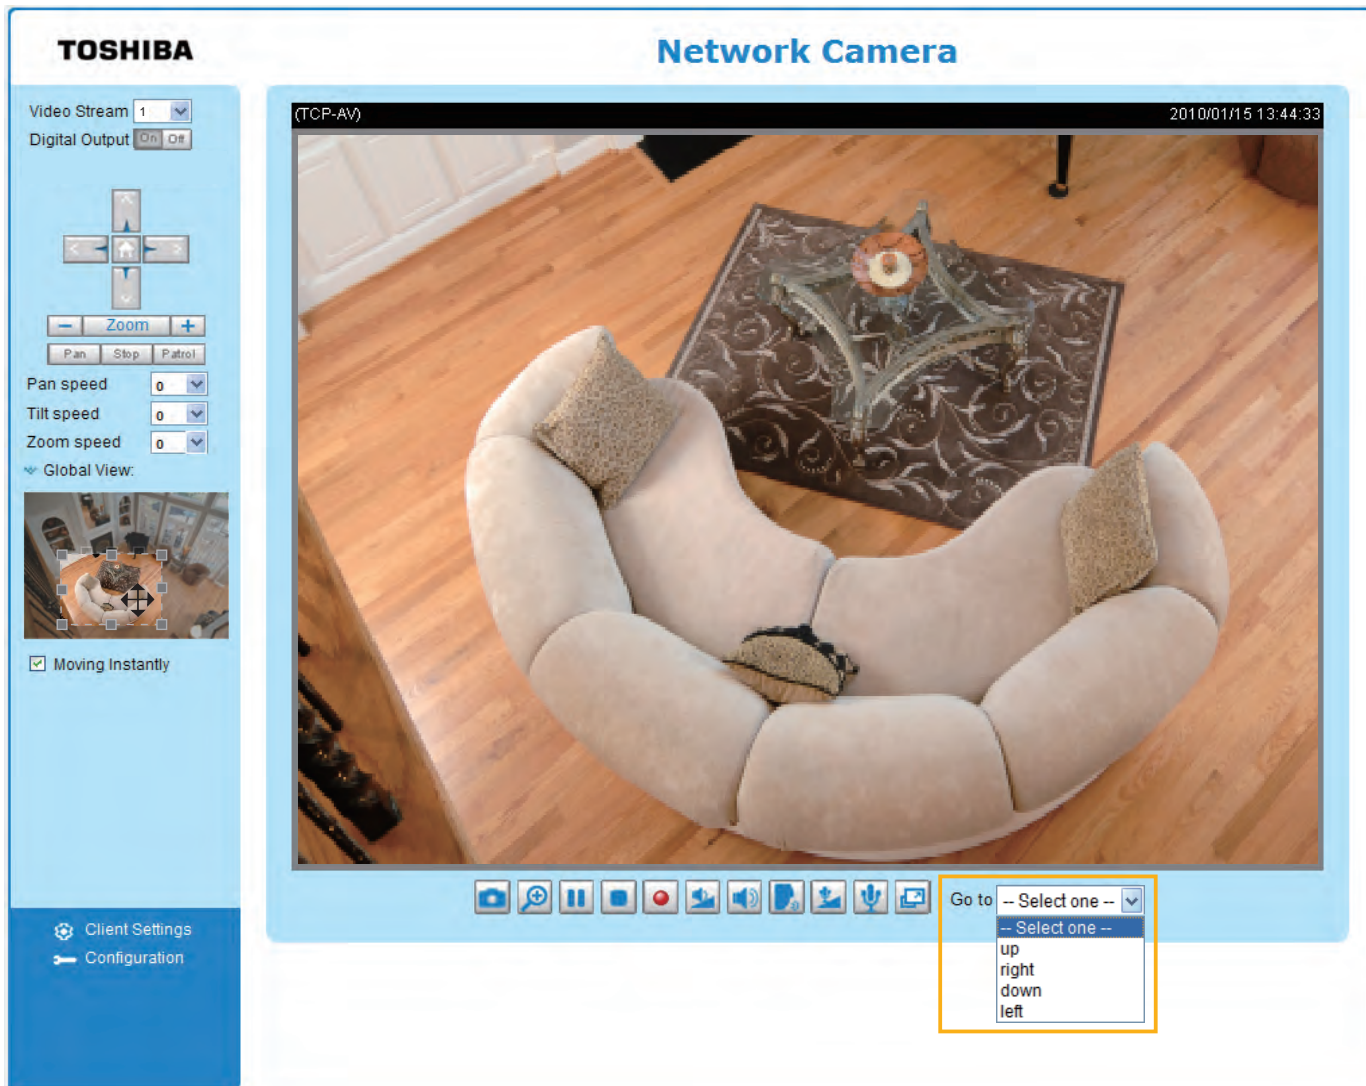 TOSHIBA
Network Camera
Video Stream 1
Digital Output On Off
Zoom
Pan Stop Patrol
Pan speed 0
Tilt speed 0
Zoom speed 0
Global View:
Moving Instantly
Client Settings
Configuration
(TCP-AV) 2010/01/15 13:44:33
Go to -- Select one --
-- Select one --
up
right
down
left